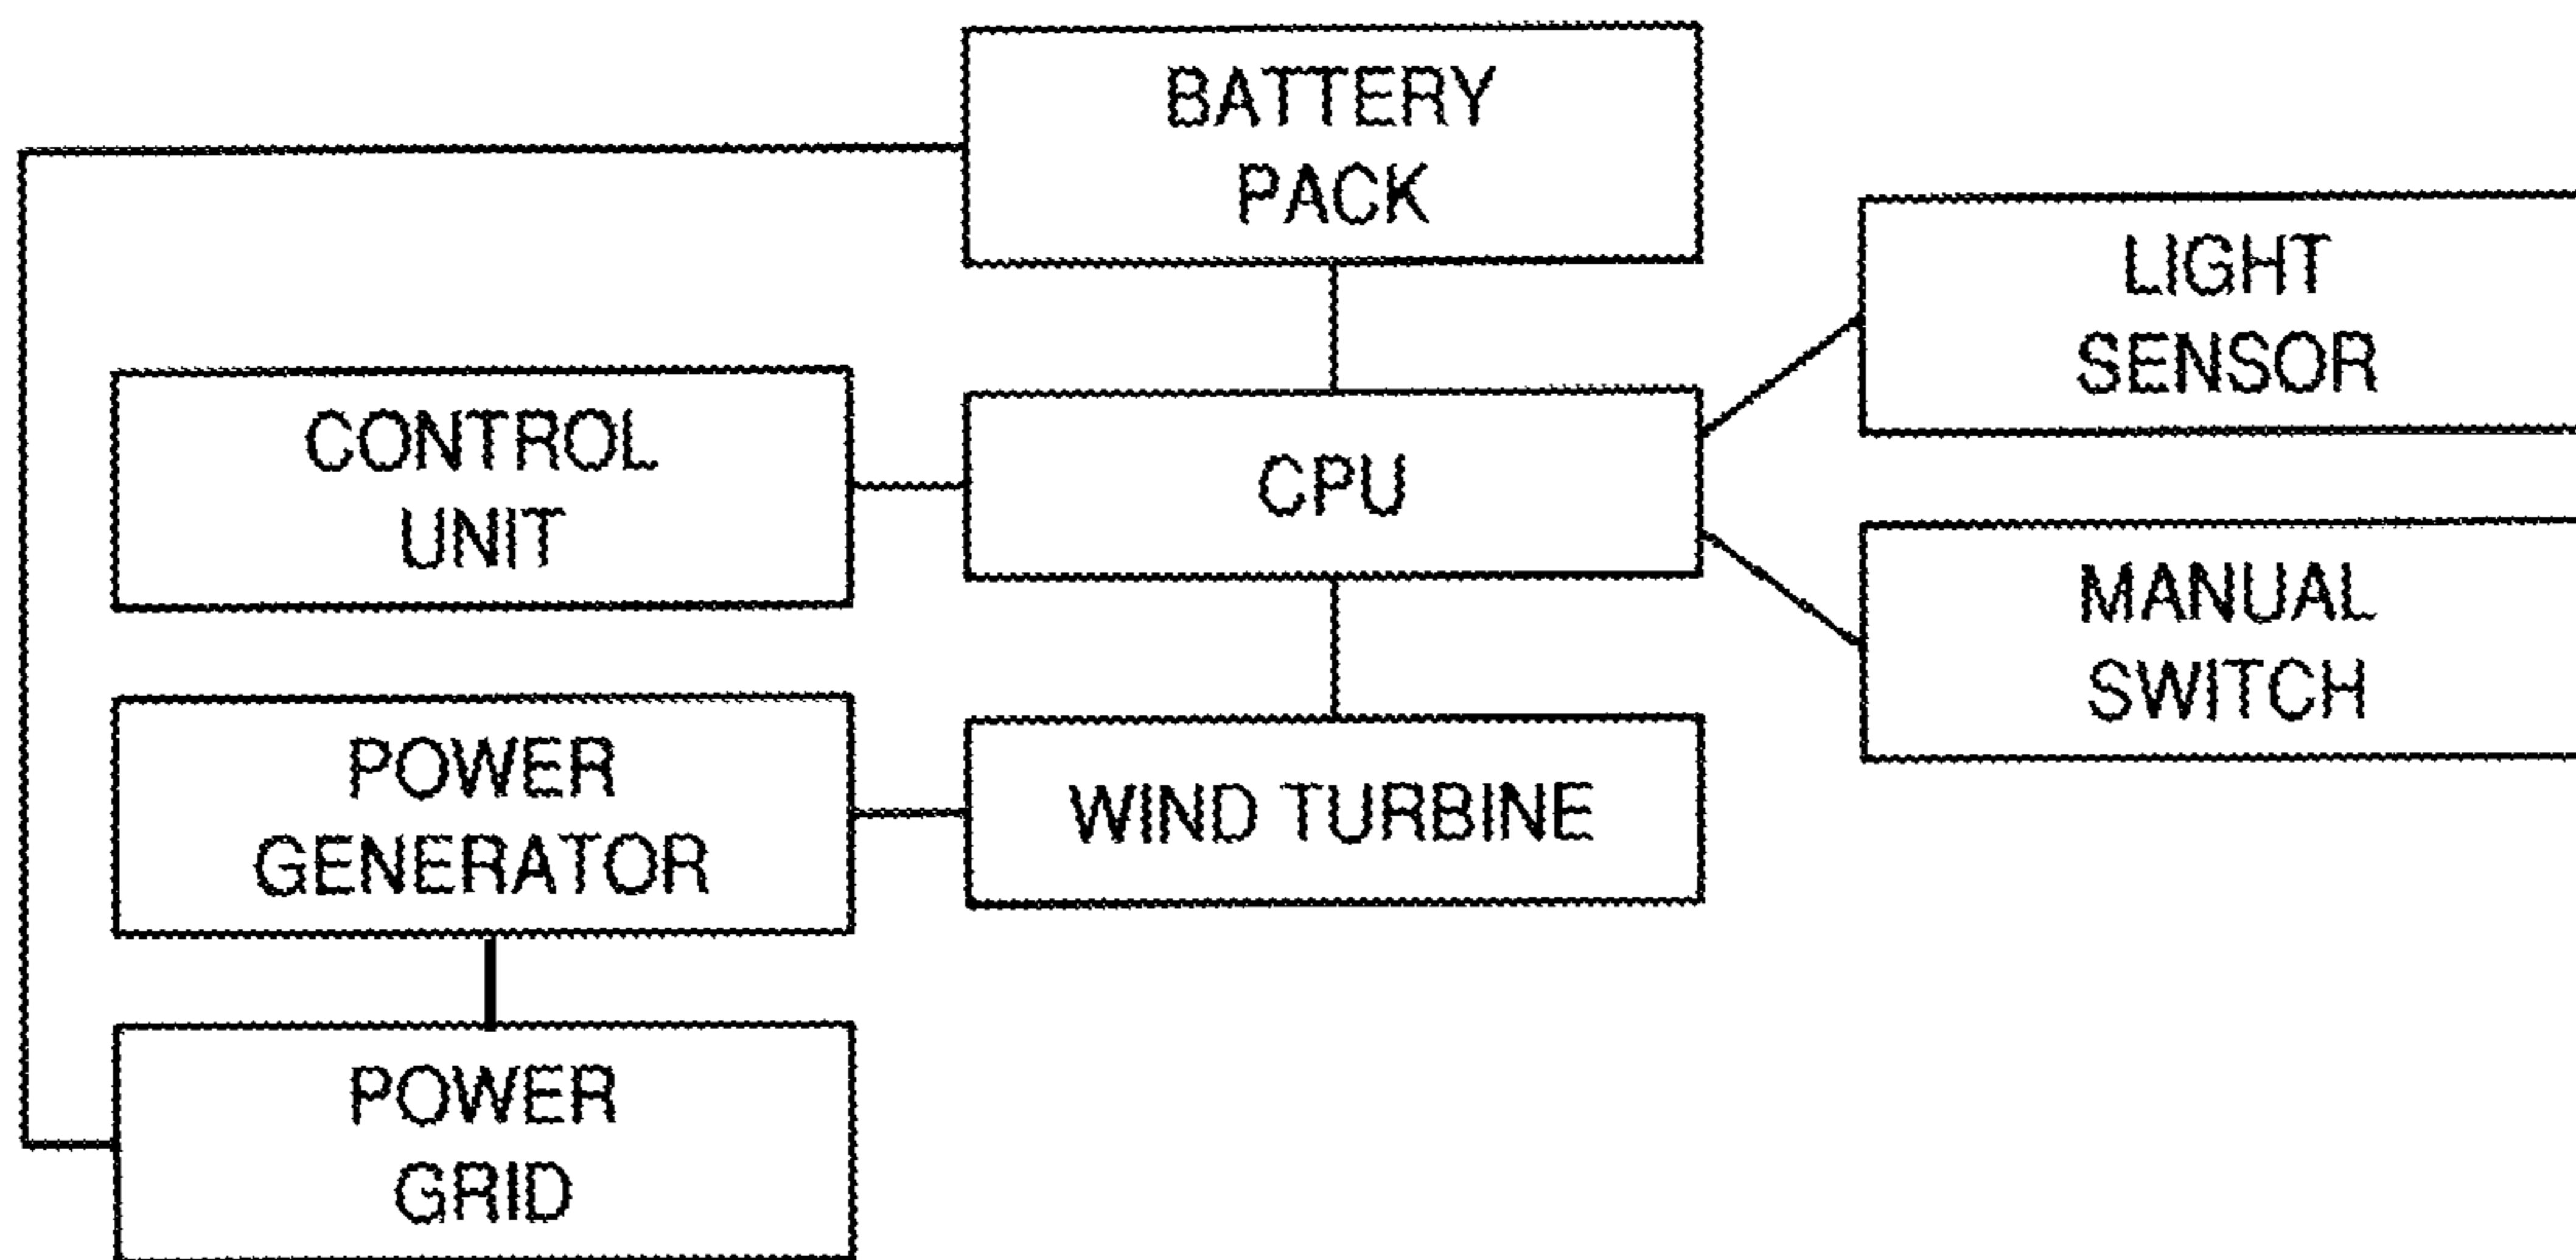 BATTERY
PACK
LIGHT
SENSOR
CONTROL
UNIT
CPU
MANUAL
SWITCH
POWER
GENERATOR
WIND TURBINE
POWER
GRID